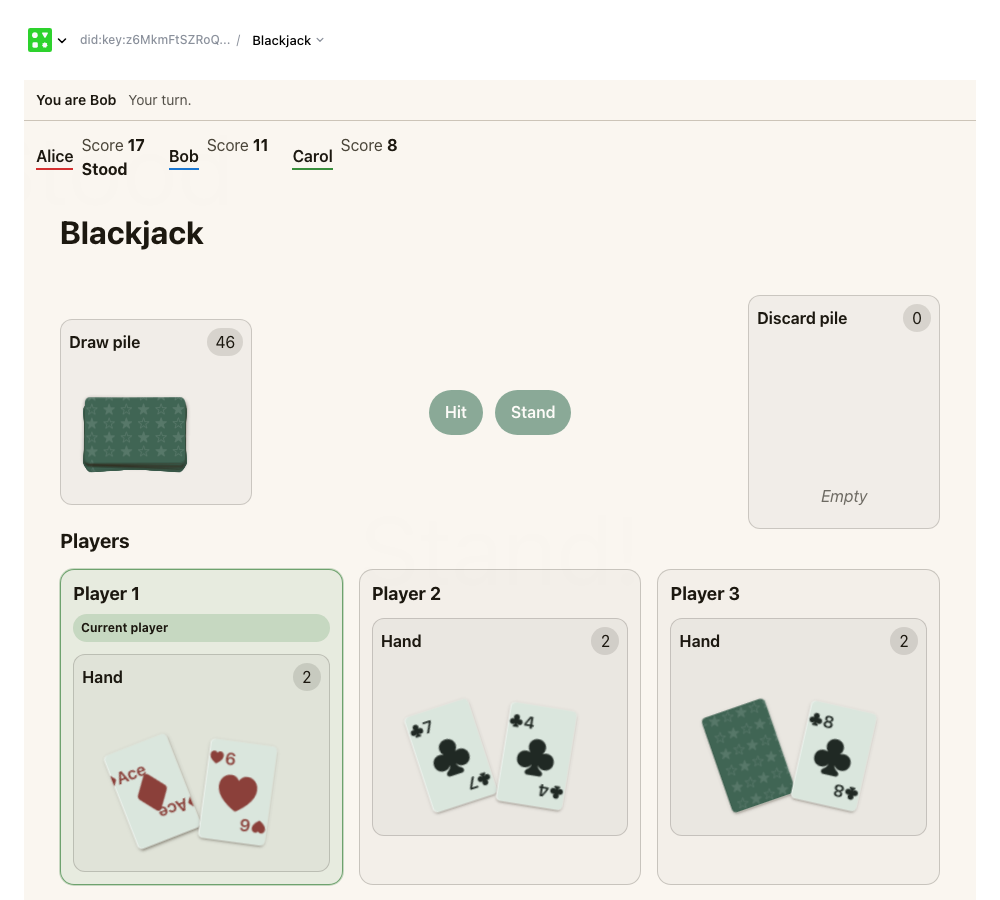 did:key:z6MkmFtSZRoQ... / Blackjack
You are Bob Your turn.
Alice Score 17 Stood
Bob Score 11
Carol Score 8
Blackjack
Draw pile 46
Hit
Stand
Discard pile 0
Empty
Players
Player 1
Current player
Hand 2
Ace
Ace
6
6
Player 2
Hand 2
7
7
4
4
Player 3
Hand 2
8
8